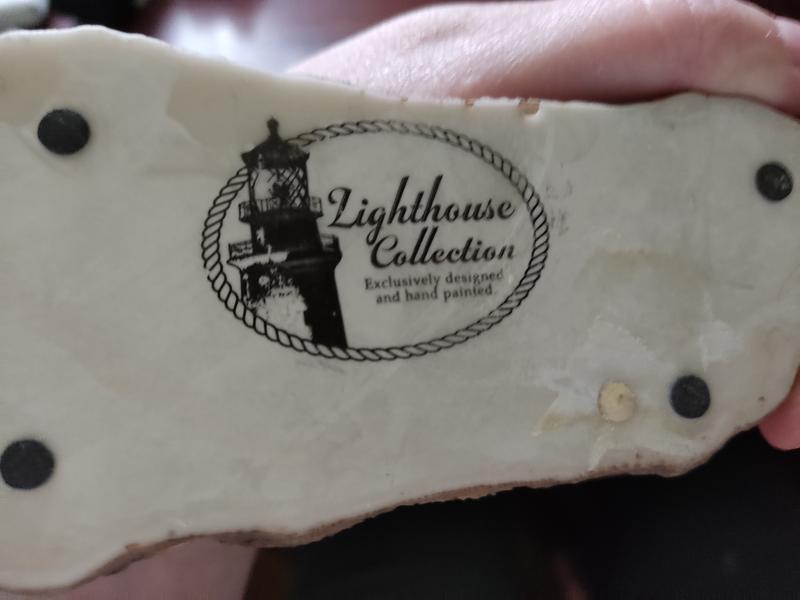 Lighthouse
Collection
Exclusively designed
and hand painted.